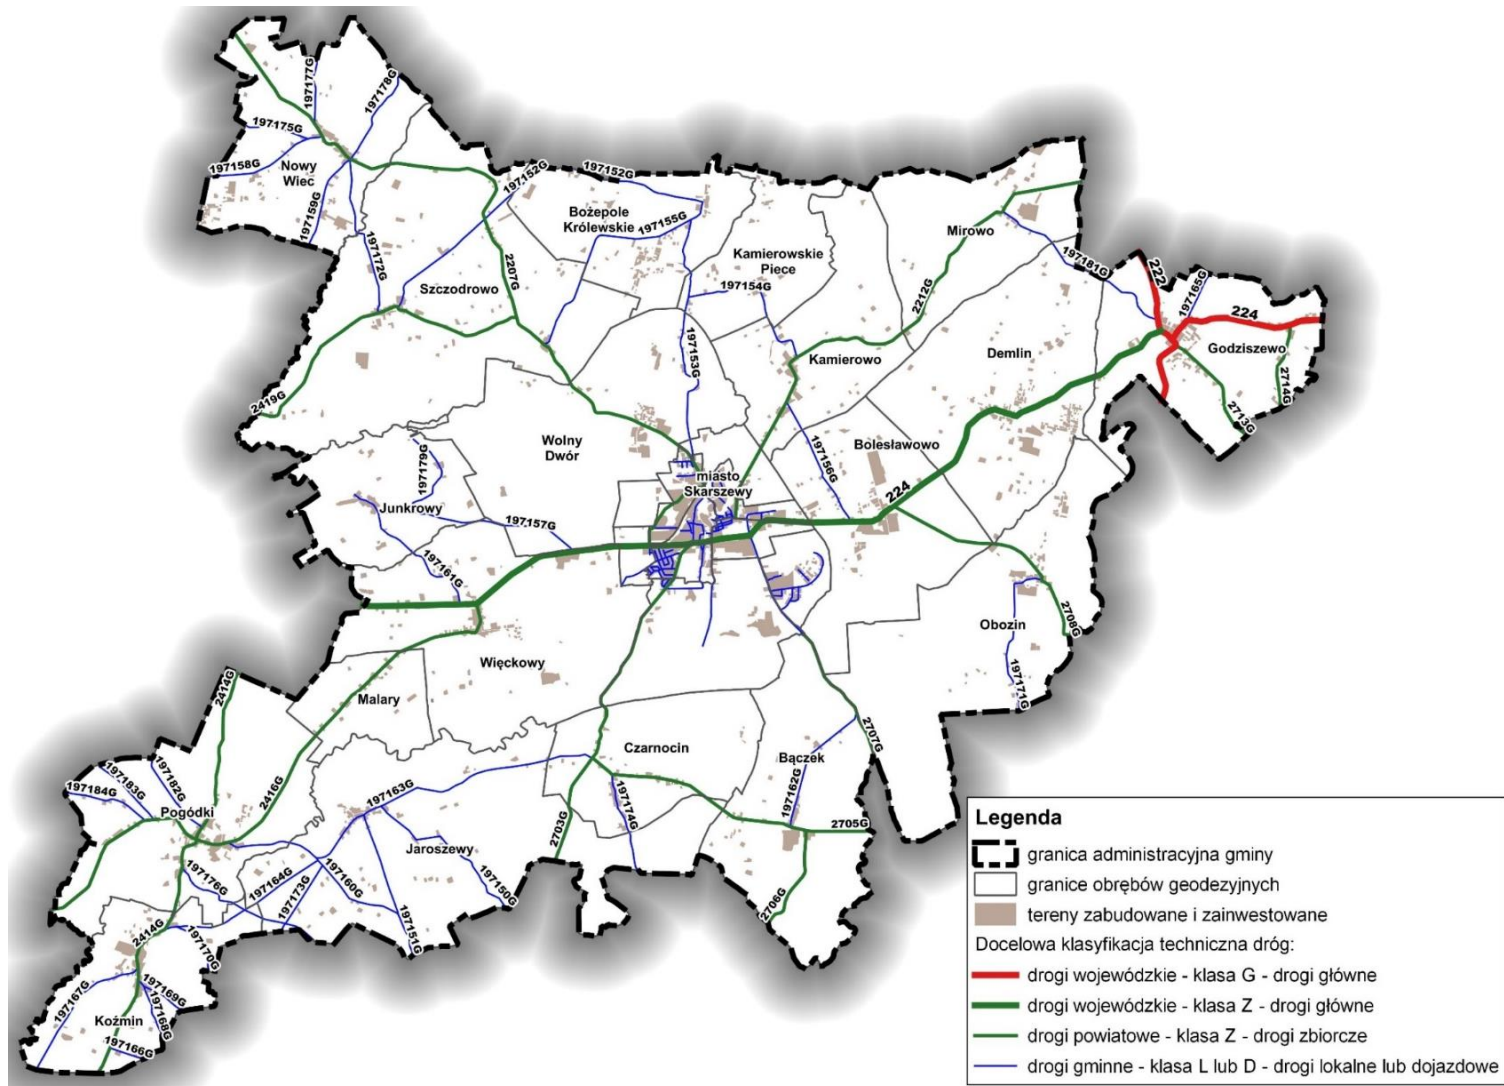 197177G
197178G
197175G
197158G
Nowy
Wiec
197159G
197172G
197152G
197152G
Bożepole
Królewskie
197155G
Kamierowskie
Piece
197154G
Mirowo
197181G
222
197165G
224
Godziszewo
2714G
2713G
2207G
Szczodrowo
2212G
197153G
Kamierowo
Demlin
2419G
Wolny
Dwór
197156G
Bolesławowo
224
miasto
Skarszewy
197179G
Junkrowy
197157G
197161G
Obozin
2708G
197171G
Więckowy
Malary
2414G
2416G
Czarnocin
Bączek
2707G
197162G
197184G
197183G
197182G
Pogódki
197163G
197174G
2703G
2705G
2706G
Jaroszewy
197176G
197164G
197173G
197160G
197150G
197151G
2414G
197170G
197167G
197169G
197168G
Koźmin
197166G
Legenda
granica administracyjna gminy
granice obrębów geodezyjnych
tereny zabudowane i zainwestowane
Docelowa klasyfikacja techniczna dróg:
drogi wojewódzkie - klasa G - drogi główne
drogi wojewódzkie - klasa Z - drogi główne
drogi powiatowe - klasa Z - drogi zbiorcze
drogi gminne - klasa L lub D - drogi lokalne lub dojazdowe